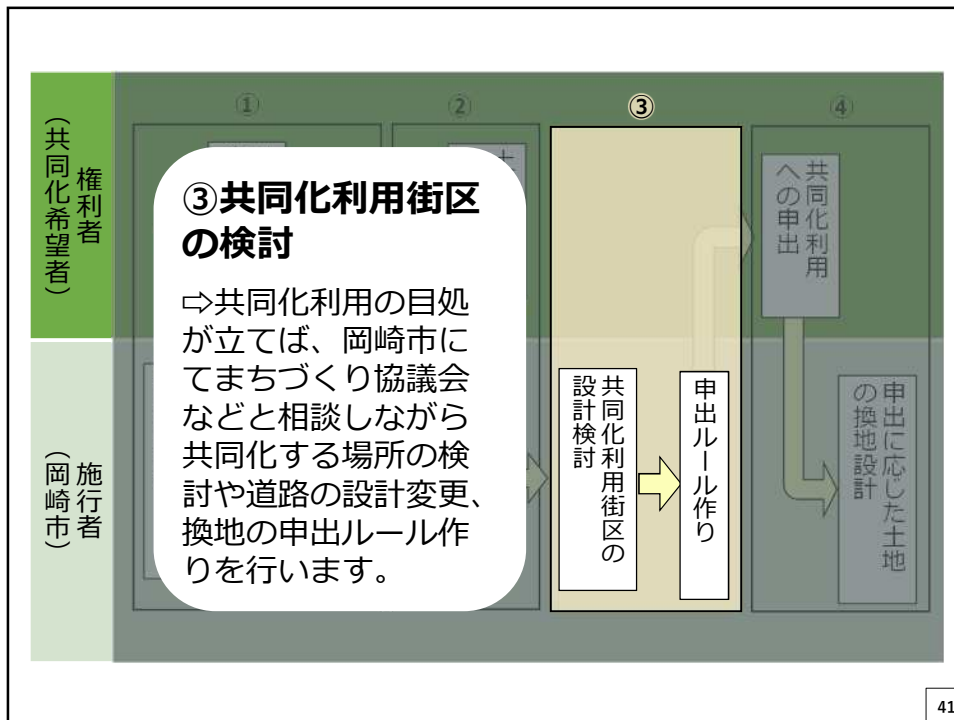 ① ② ③ ④
権利者
(共同化希望者)
施行者
(岡崎市)
③共同化利用街区
の検討
⇨共同化利用の目処
が立てば、岡崎市に
てまちづくり協議会
などと相談しながら
共同化する場所の検
討や道路の設計変更、
換地の申出ルール作
りを行います。
共同化利用街区の
設計検討
申出ルール作り
共同化利用
への申出
申出に応じた土地
の換地設計
41